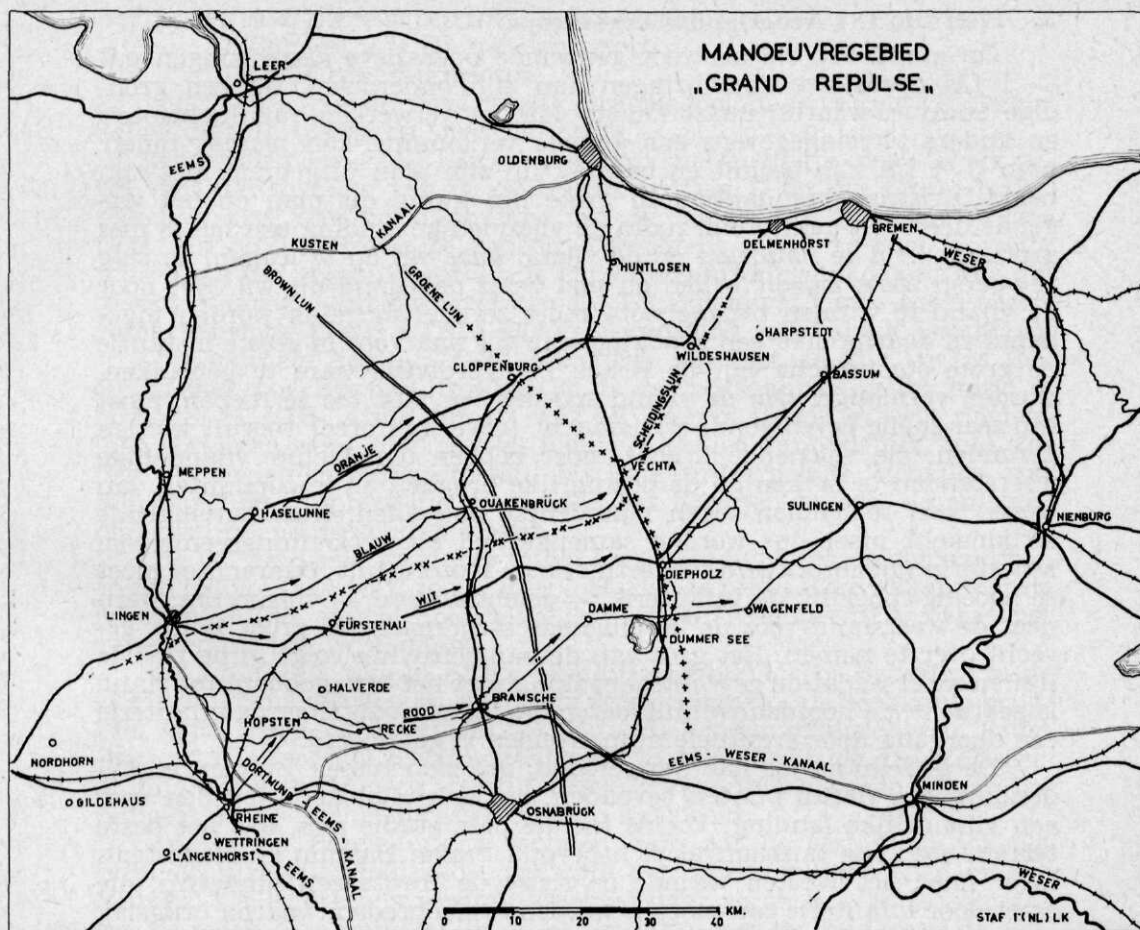 MANOEUVREGEBIED
„GRAND REPULSE„
LEER
EEMS
OLDENBURG
KANAAL
KUSTEN
BROWN LIJN
GROENE LIJN
DELMENHORST
BREMEN
WESER
HUNTLOSEN
HARPSTEDT
WILDESHAUSEN
CLOPPENBURG
BASSUM
SCHEIDINGSLIJN
ORANJE
VECHTA
MEPPEN
HASELUNNE
QUAKENBRÜCK
SULINGEN
NIENBURG
BLAUW
DIEPHOLZ
WIT
LINGEN
FÜRSTENAU
DAMME
WAGENFELD
DUMMER SEE
HALVERDE
BRAMSCHE
HOPSTEN
ROOD
RECKE
NORDHORN
DORTMUND - EEMS - KANAAL
EEMS - WESER - KANAAL
GILDEHAUS
MINDEN
RHEINE
OSNABRÜK
WETTRINGEN
LANGENHORST
EEMS
WESER
0 10 20 30 40 KM.
STAF 1e(NL) LK